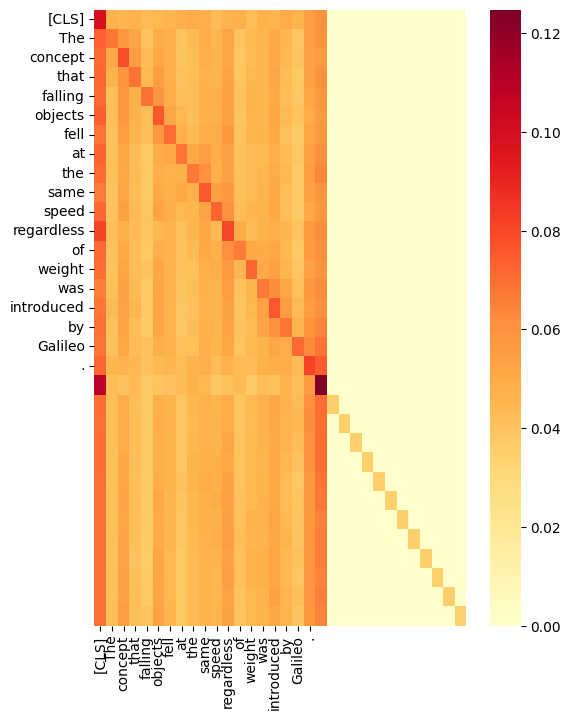 [CLS]
The
concept
that
falling
objects
fell
at
the
same
speed
regardless
of
weight
was
introduced
by
Galileo
.
0.12
0.10
0.08
0.06
0.04
0.02
0.00
[CLS]
The
concept
that
falling
objects
fell
at
the
same
speed
regardless
of
weight
was
introduced
by
Galileo
.